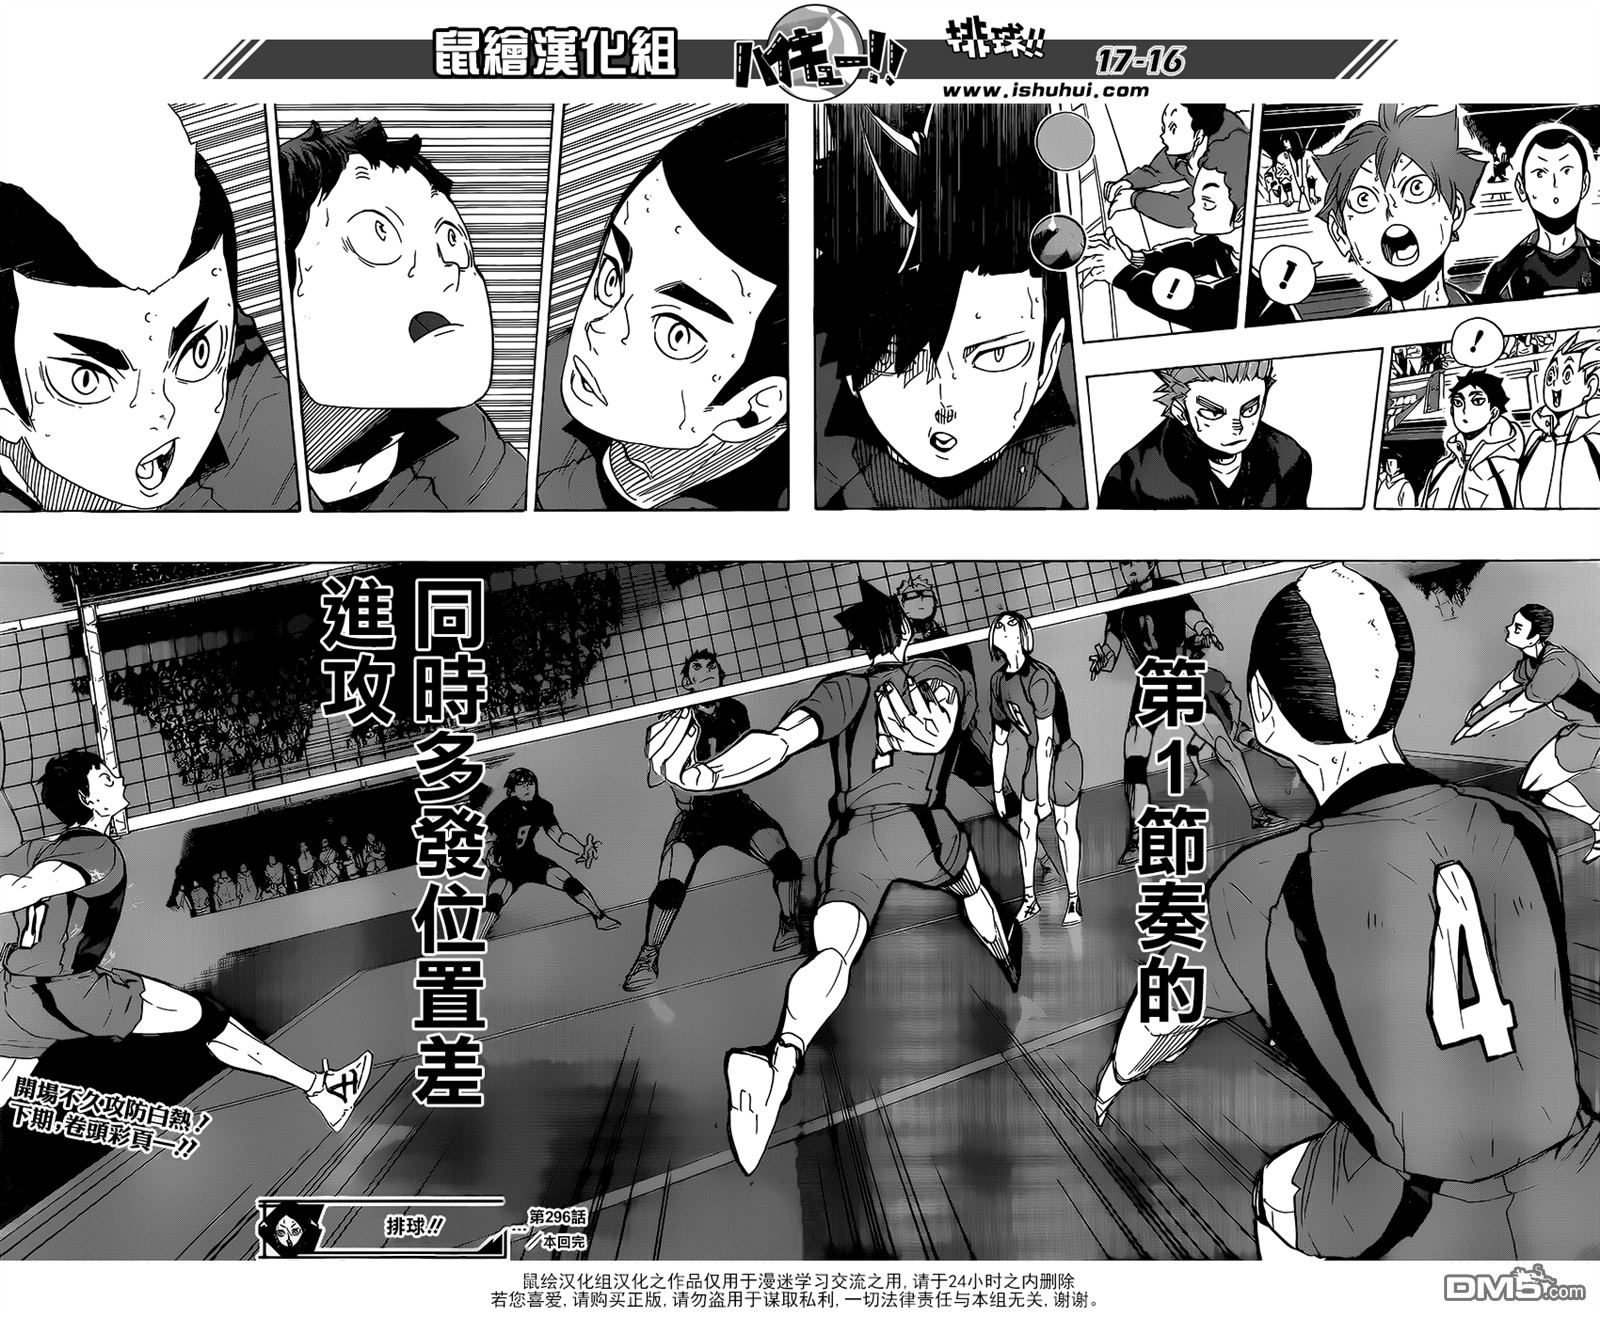 鼠繪漢化組
ハイキュー!!
排球!!
17-16
www.ishuhui.com
!
!
!
第1節奏的
同時多發位置差
進攻
4
1
9
開場不久攻防白熱!
下期,卷頭彩頁—!!
排球!!
…第296話
／本回完
鼠绘汉化组汉化之作品仅用于漫迷学习交流之用,请于24小时之内删除
若您喜爱,请购买正版,请勿盗用于谋取私利,一切法律责任与本组无关,谢谢。
DM5.com